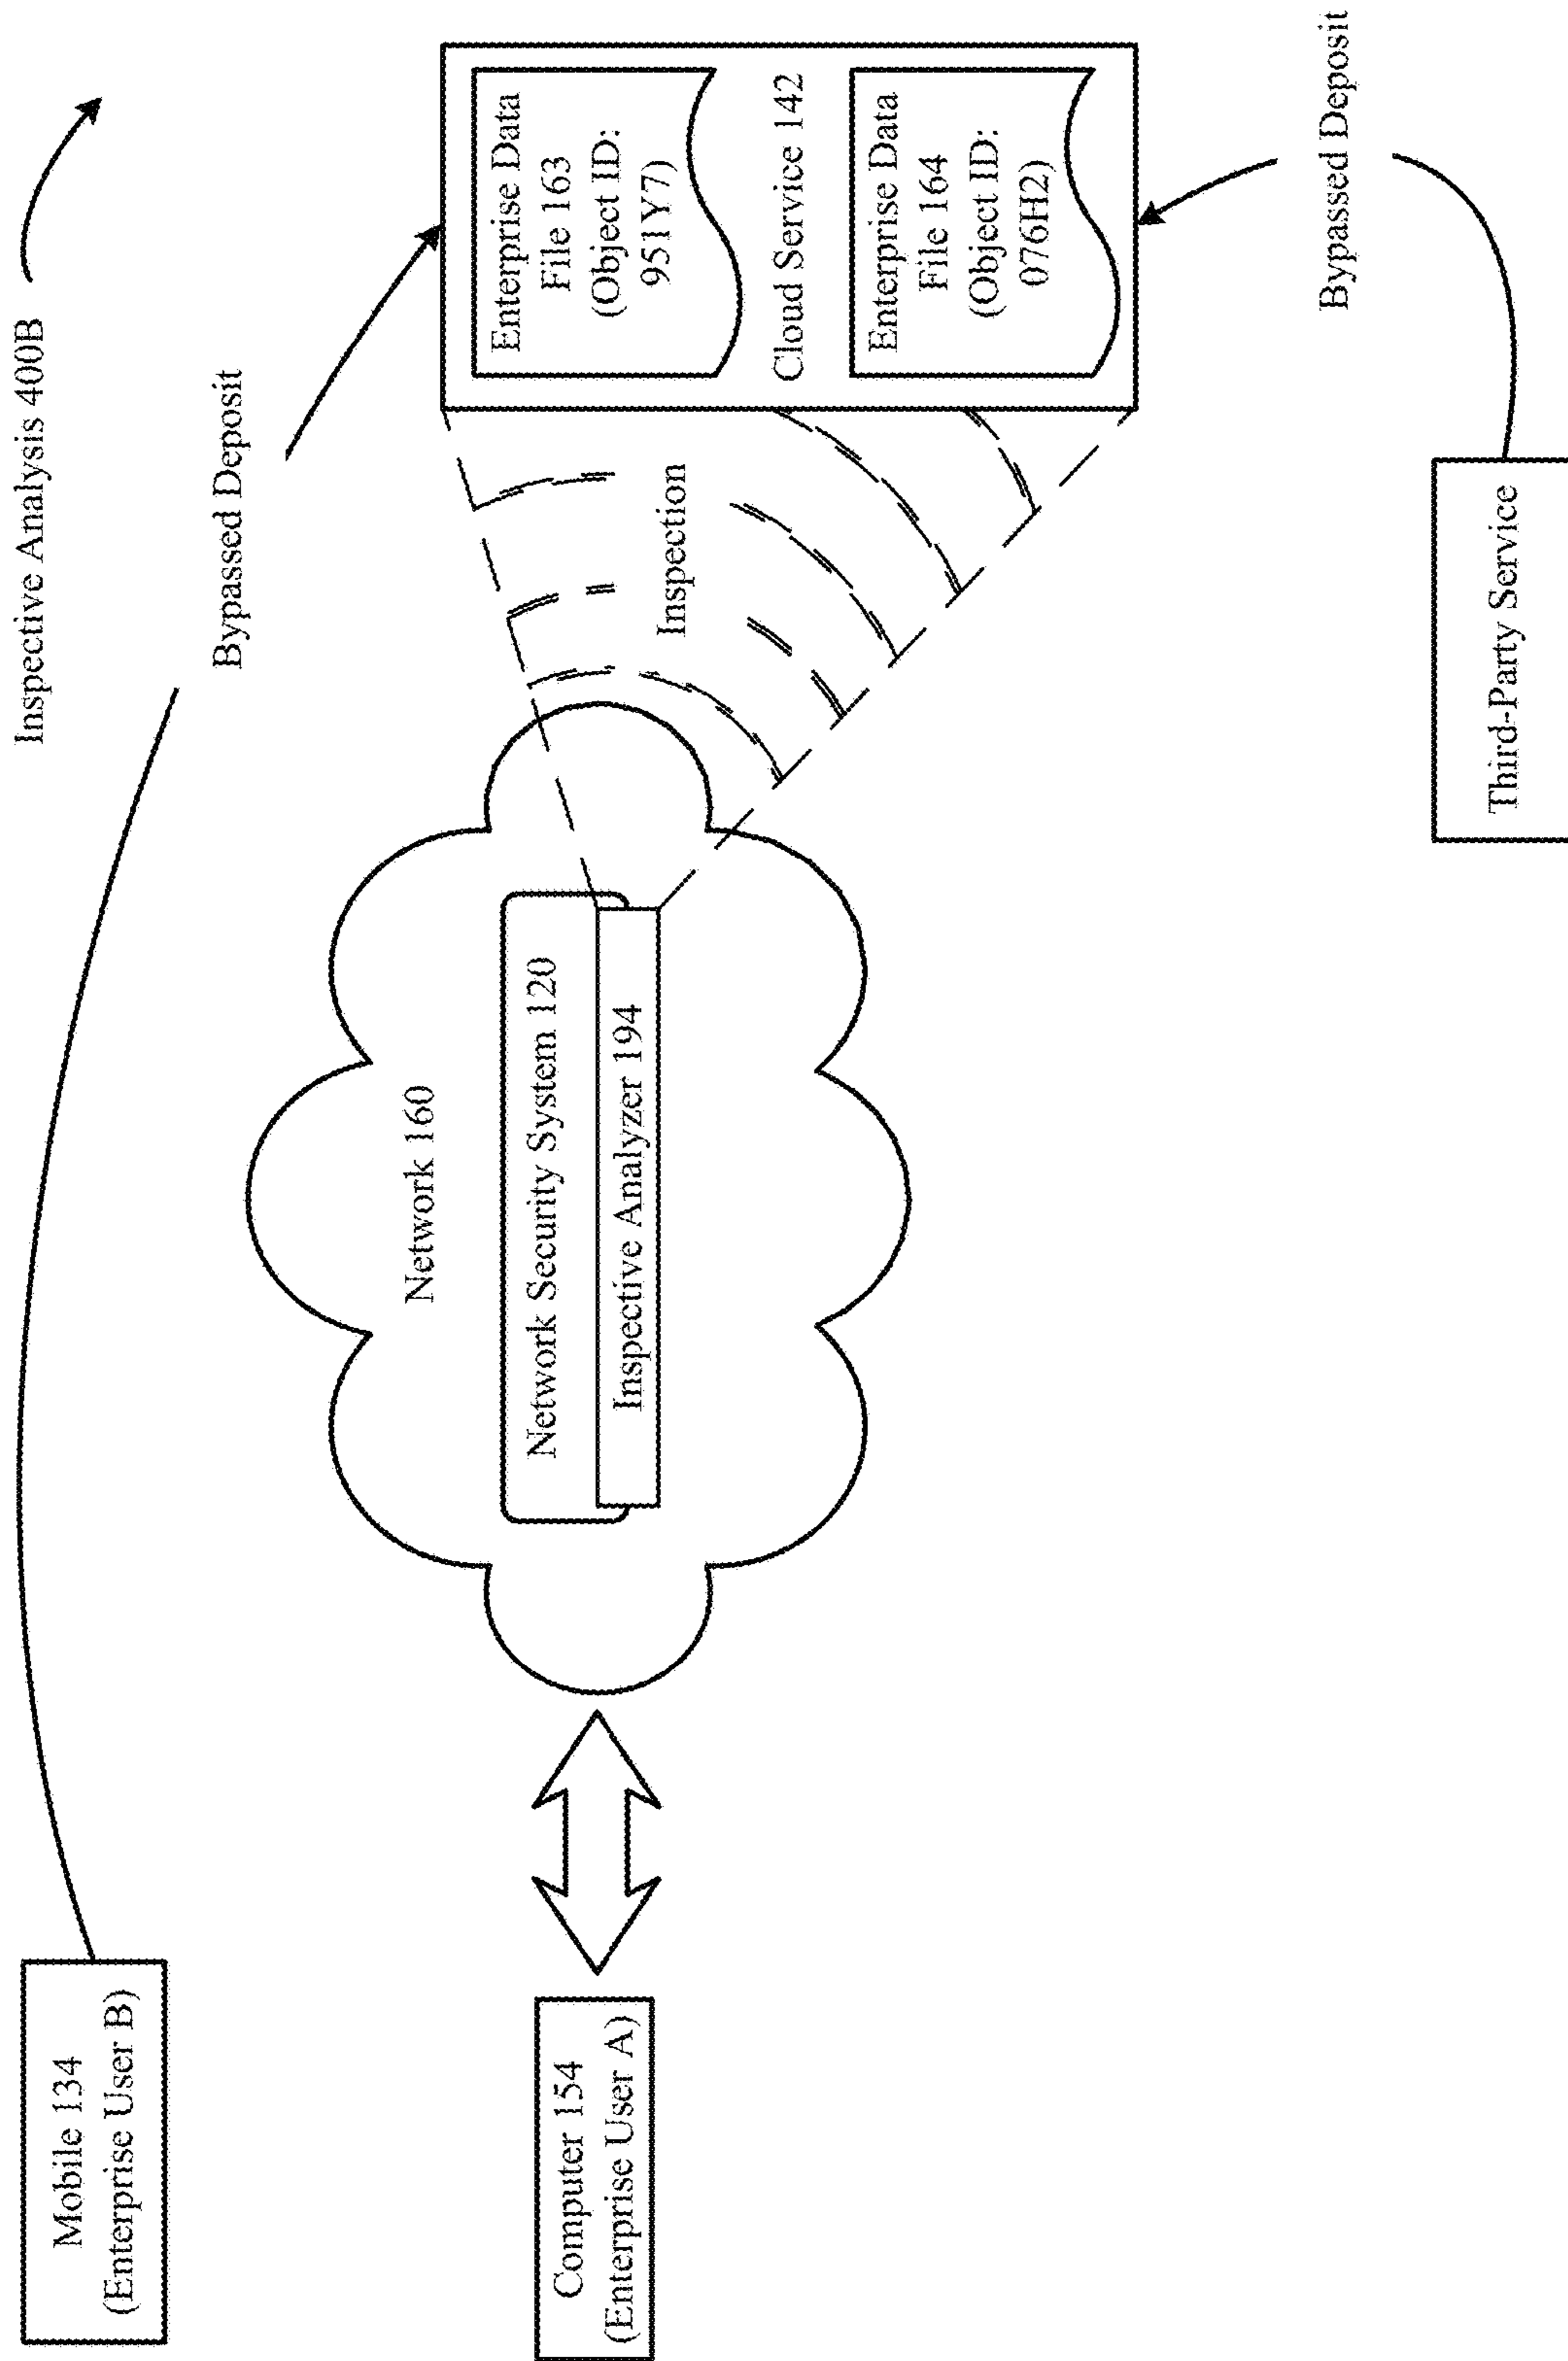 Inspective Analysis 400B
Mobile 134
(Enterprise User B)
Bypassed Deposit
Network 160
Computer 154
(Enterprise User A)
Network Security System 120
Inspective Analyzer 194
Inspection
Enterprise Data
File 163
(Object ID:
951Y7)
Cloud Service 142
Enterprise Data
File 164
(Object ID:
076H2)
Bypassed Deposit
Third-Party Service